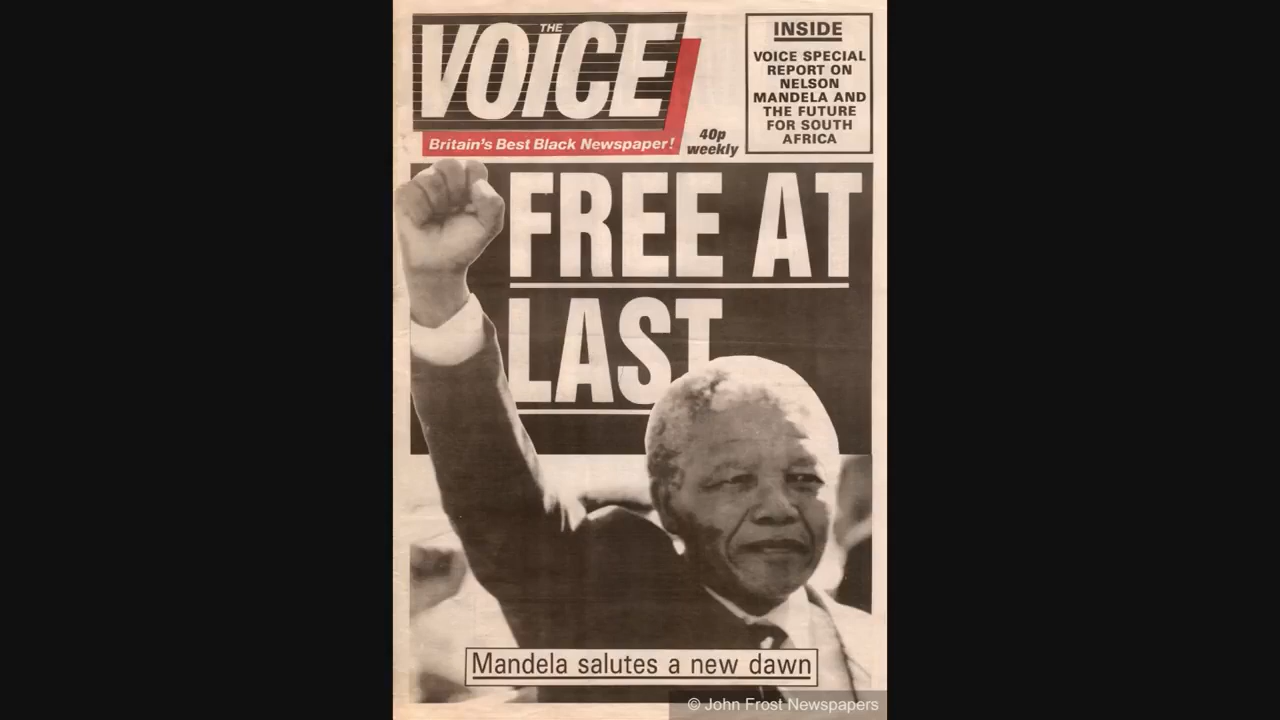 THE
VOICE
Britain's Best Black Newspaper!
40p
weekly
INSIDE
VOICE SPECIAL
REPORT ON
NELSON
MANDELA AND
THE FUTURE
FOR SOUTH
AFRICA
FREE AT
LAST
Mandela salutes a new dawn
© John Frost Newspapers